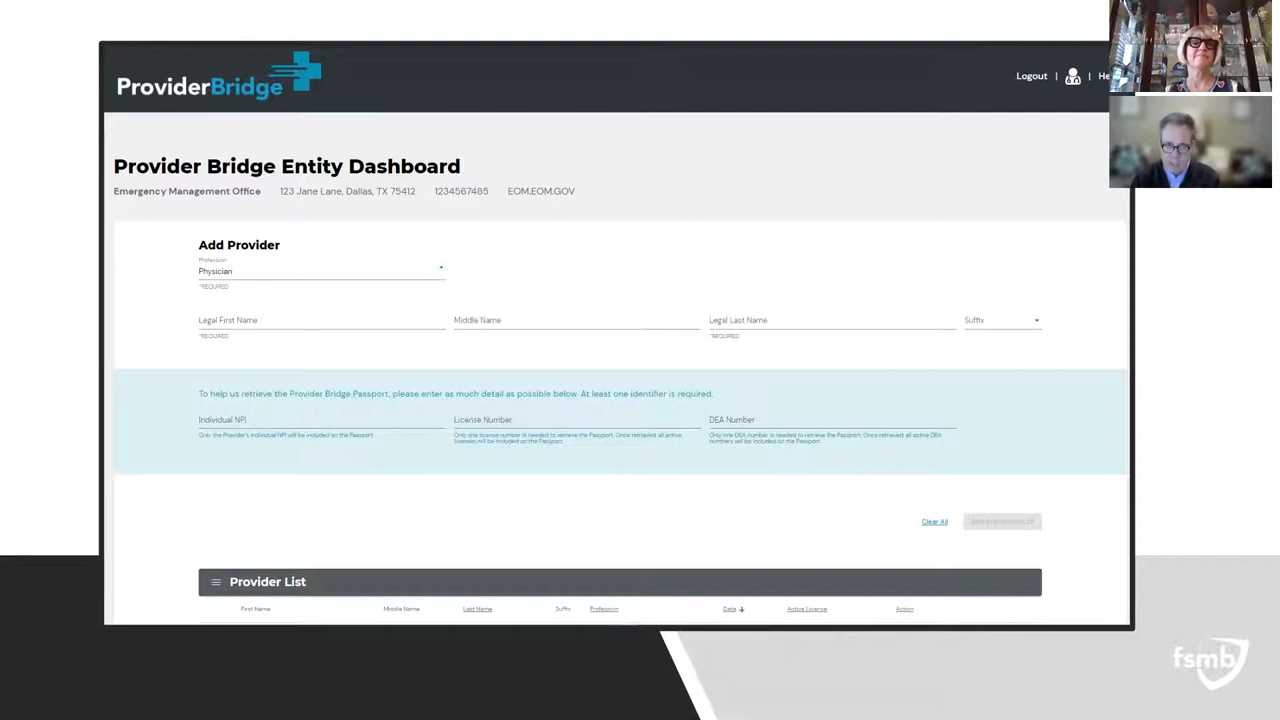 ProviderBridge
Logout | | He
Provider Bridge Entity Dashboard
Emergency Management Office 123 Jane Lane, Dallas, TX 75412 1234567485 EOM.EOM.GOV
Add Provider
Profession
Physician
*REQUIRED
Legal First Name Middle Name Legal Last Name Suffix
*REQUIRED *REQUIRED
To help us retrieve the Provider Bridge Passport, please enter as much detail as possible below. At least one identifier is required.
Individual NPI License Number DEA Number
Only the Provider's individual NPI will be included on the Passport Only one license number is needed to retrieve the Passport. Once retrieved, all active Only one DEA number is needed to retrieve the Passport. Once retrieved, all active DEA
licenses will be included on the Passport. numbers will be included on the Passport.
Clear All
Provider List
First Name Middle Name Last Name Suffix Profession Date Active License Action
fsmb